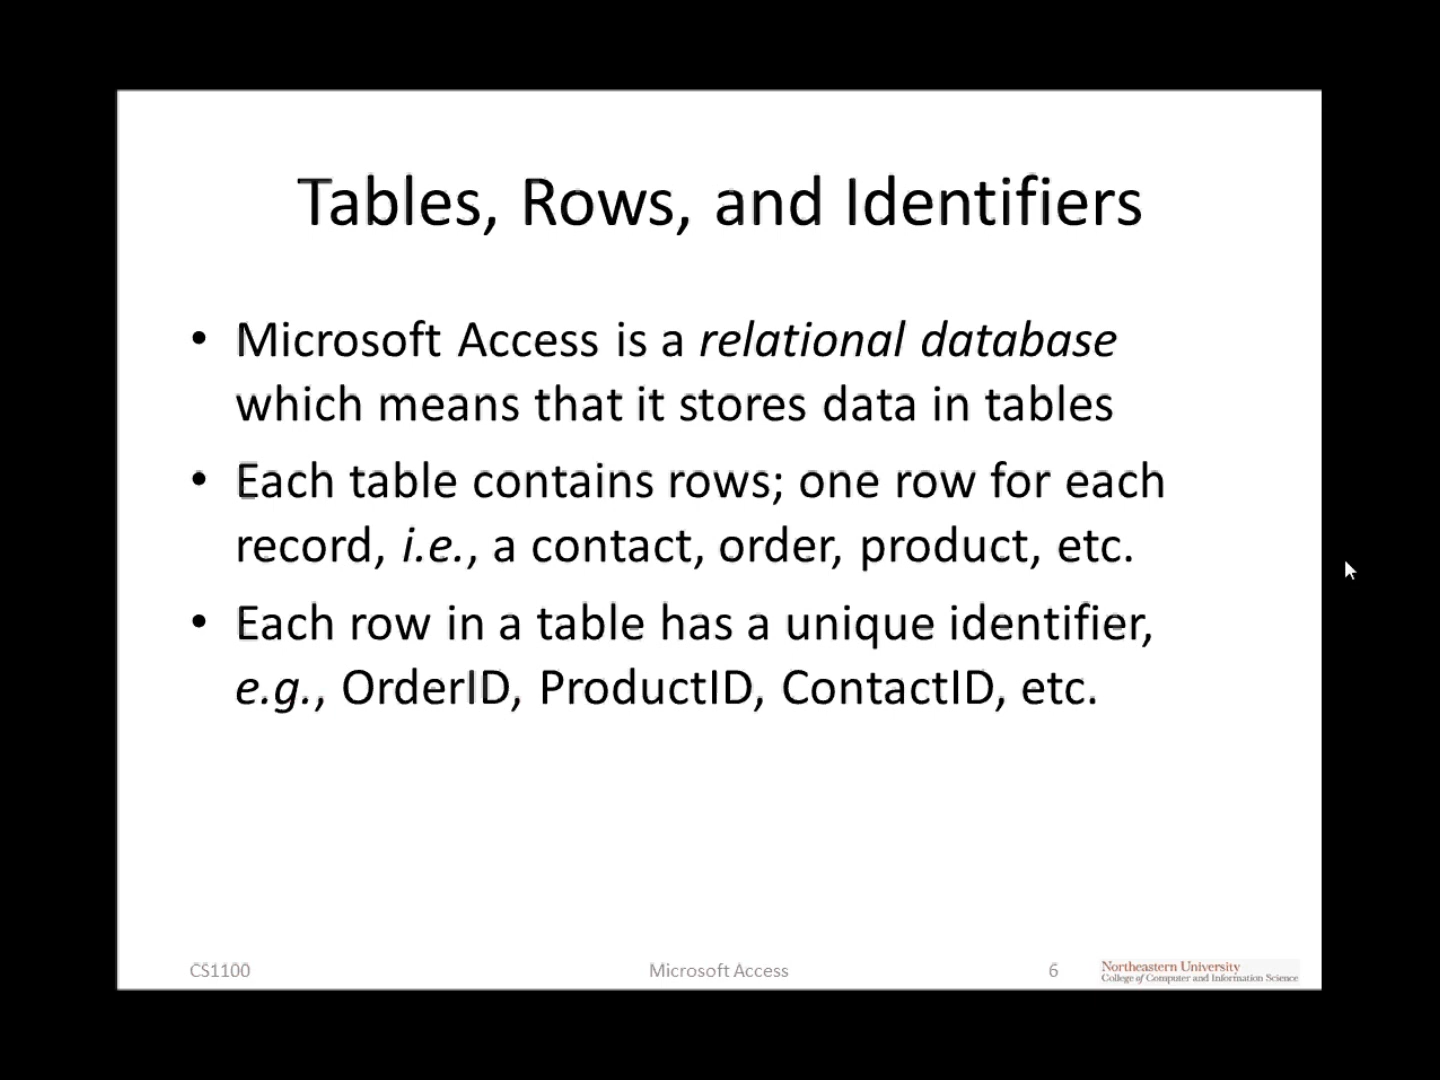 Tables, Rows, and Identifiers
• Microsoft Access is a relational database
which means that it stores data in tables
• Each table contains rows; one row for each
record, i.e., a contact, order, product, etc.
• Each row in a table has a unique identifier,
e.g., OrderID, ProductID, ContactID, etc.
CS1100
Microsoft Access
6
Northeastern University
College of Computer and Information Science